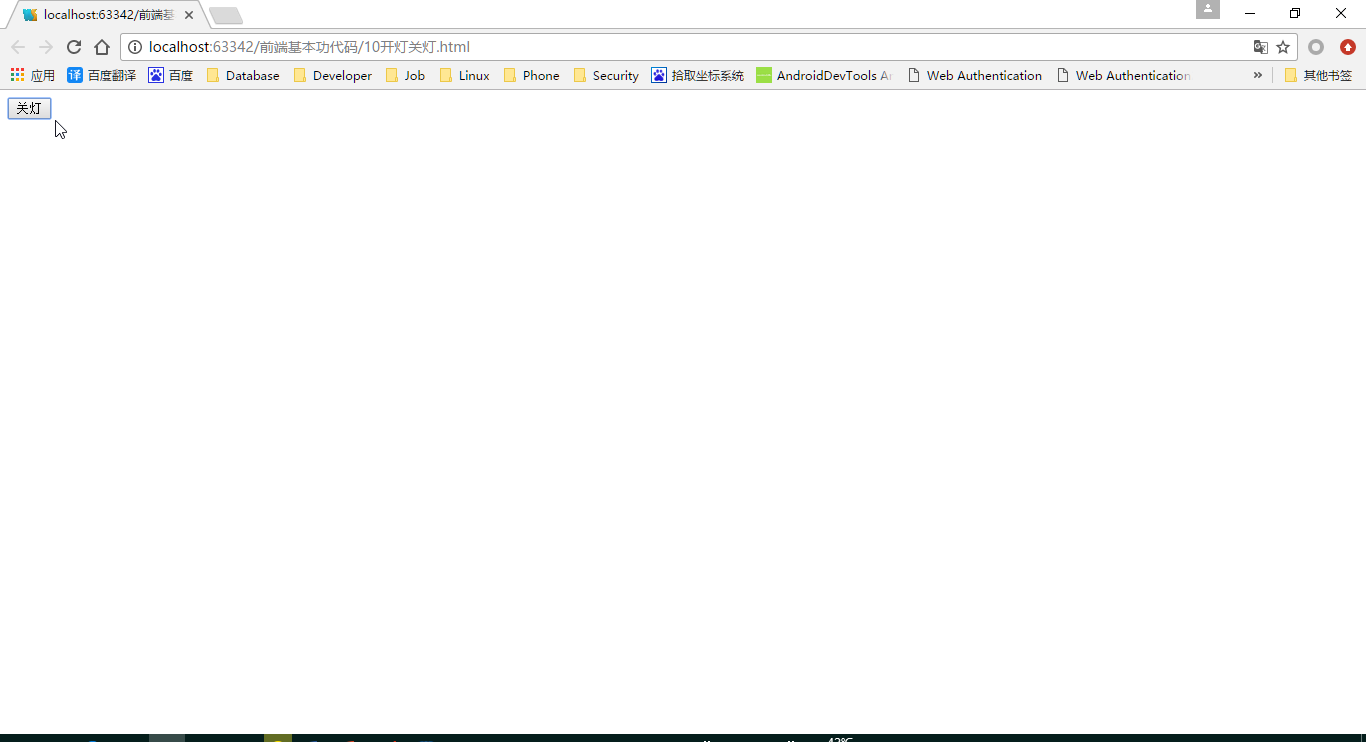 localhost:63342/前端基
localhost:63342/前端基本功代码/10开灯关灯.html
应用 译 百度翻译 百度 Database Developer Job Linux Phone Security 拾取坐标系统 AndroidDevTools Web Authentication Web Authentication » 其他书签
关灯